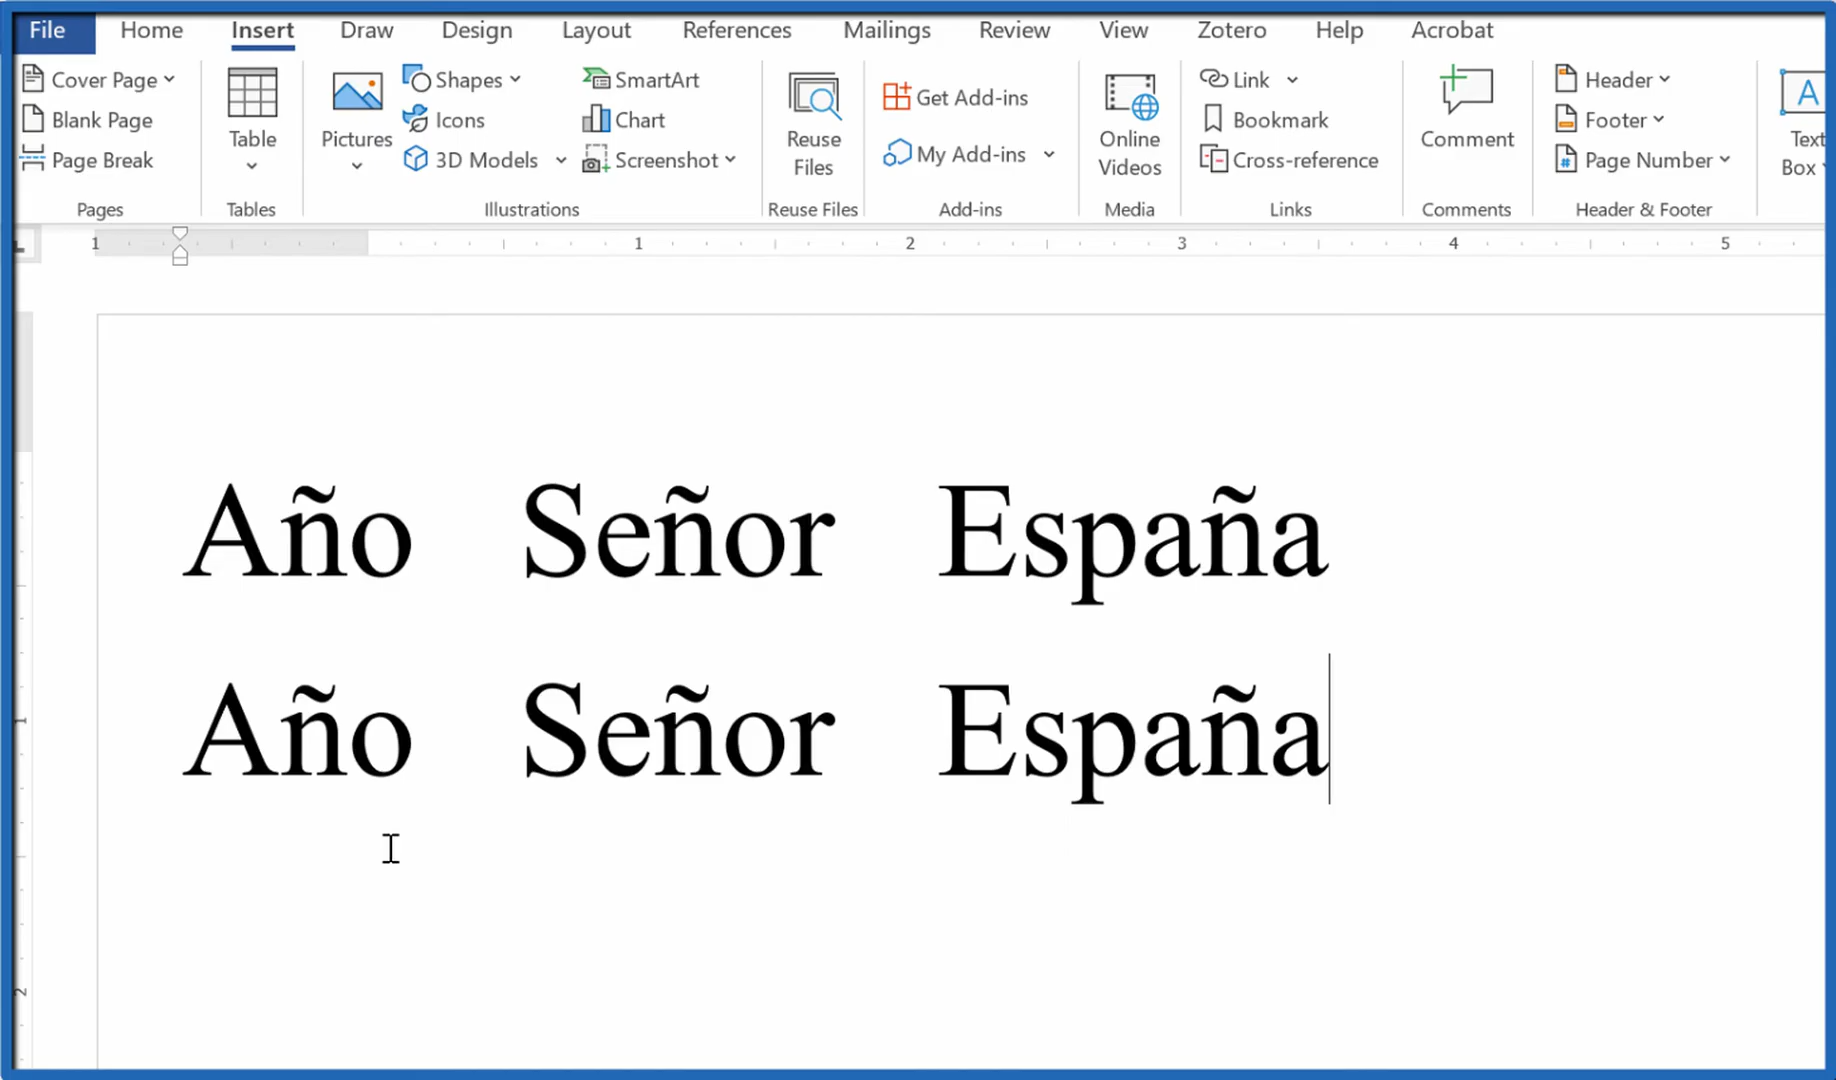 File Home Insert Draw Design Layout References Mailings Review View Zotero Help Acrobat
Cover Page
Blank Page
Page Break
Pages
Table
Tables
Pictures
Shapes
Icons
3D Models
SmartArt
Chart
Screenshot
Illustrations
Reuse
Files
Reuse Files
Get Add-ins
My Add-ins
Add-ins
Online
Videos
Media
Link
Bookmark
Cross-reference
Links
Comment
Comments
Header
Footer
Page Number
Header & Footer
A
Text
Box
1 1 2 3 4 5
Año Señor España
Año Señor España
1
2